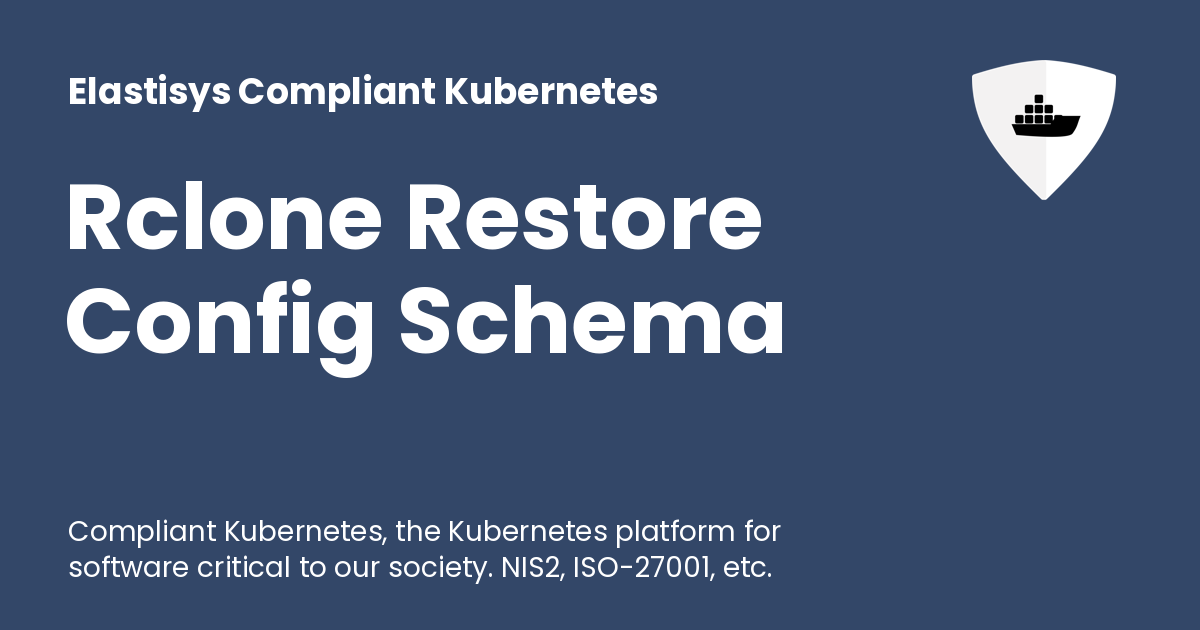 Elastisys Compliant Kubernetes
Rclone Restore
Config Schema
Compliant Kubernetes, the Kubernetes platform for
software critical to our society. NIS2, ISO-27001, etc.